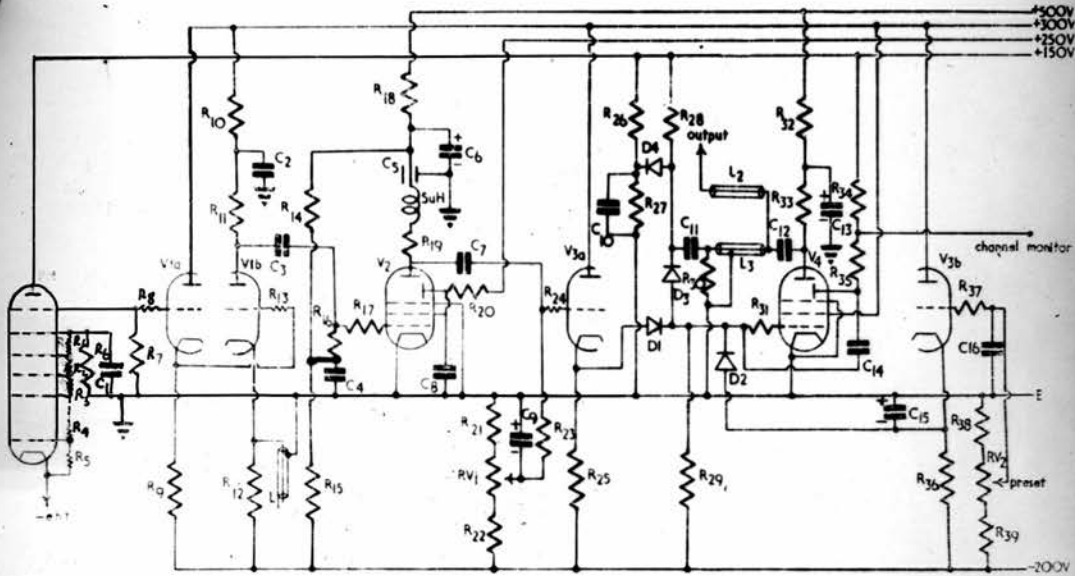 +500V
+300V
+250V
+150V
R10
R18
R26
R28
R32
output
C2
C5
C6
D4
L2
5uH
R11
R14
R27
R33
R34
C3
R19
C7
C10
C11
L3
C12
C13
channel monitor
V1a
V1b
V2
V3a
V4
R35
V3b
R8
R13
R17
R20
R24
D3
R31
R37
R6
R7
D1
C16
C1
R3
C4
C8
D2
C14
E
R4
R5
R21
C9
R23
C15
R38
R9
R12
L1
R15
RV1
R25
R29
R36
RV2
preset
-eht
R22
R39
-200V